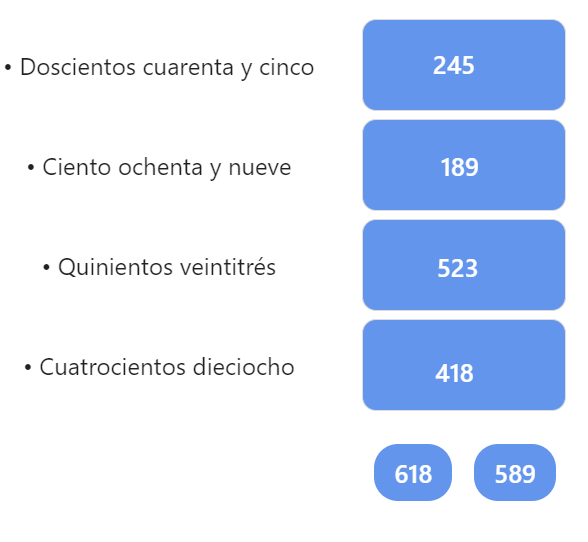 • Doscientos cuarenta y cinco 245
• Ciento ochenta y nueve 189
• Quinientos veintitrés 523
• Cuatrocientos dieciocho 418
618 589